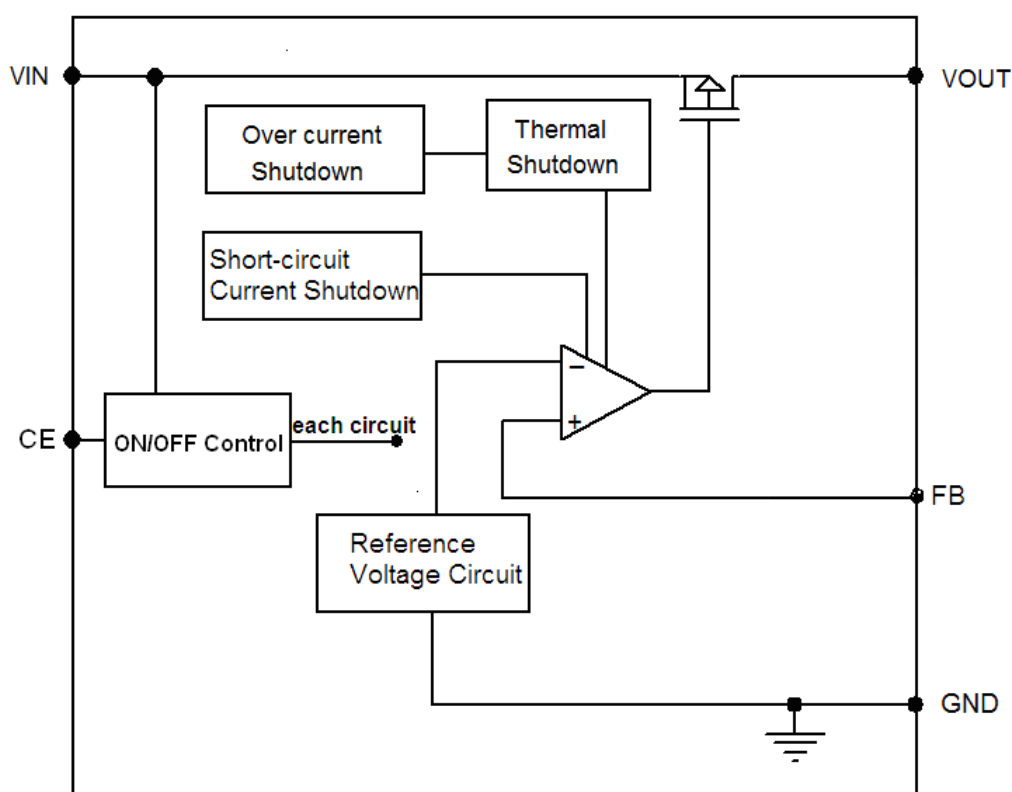 VIN
VOUT
Over current
Shutdown
Thermal
Shutdown
Short-circuit
Current Shutdown
−
+
CE
ON/OFF Control
each circuit
FB
Reference
Voltage Circuit
GND